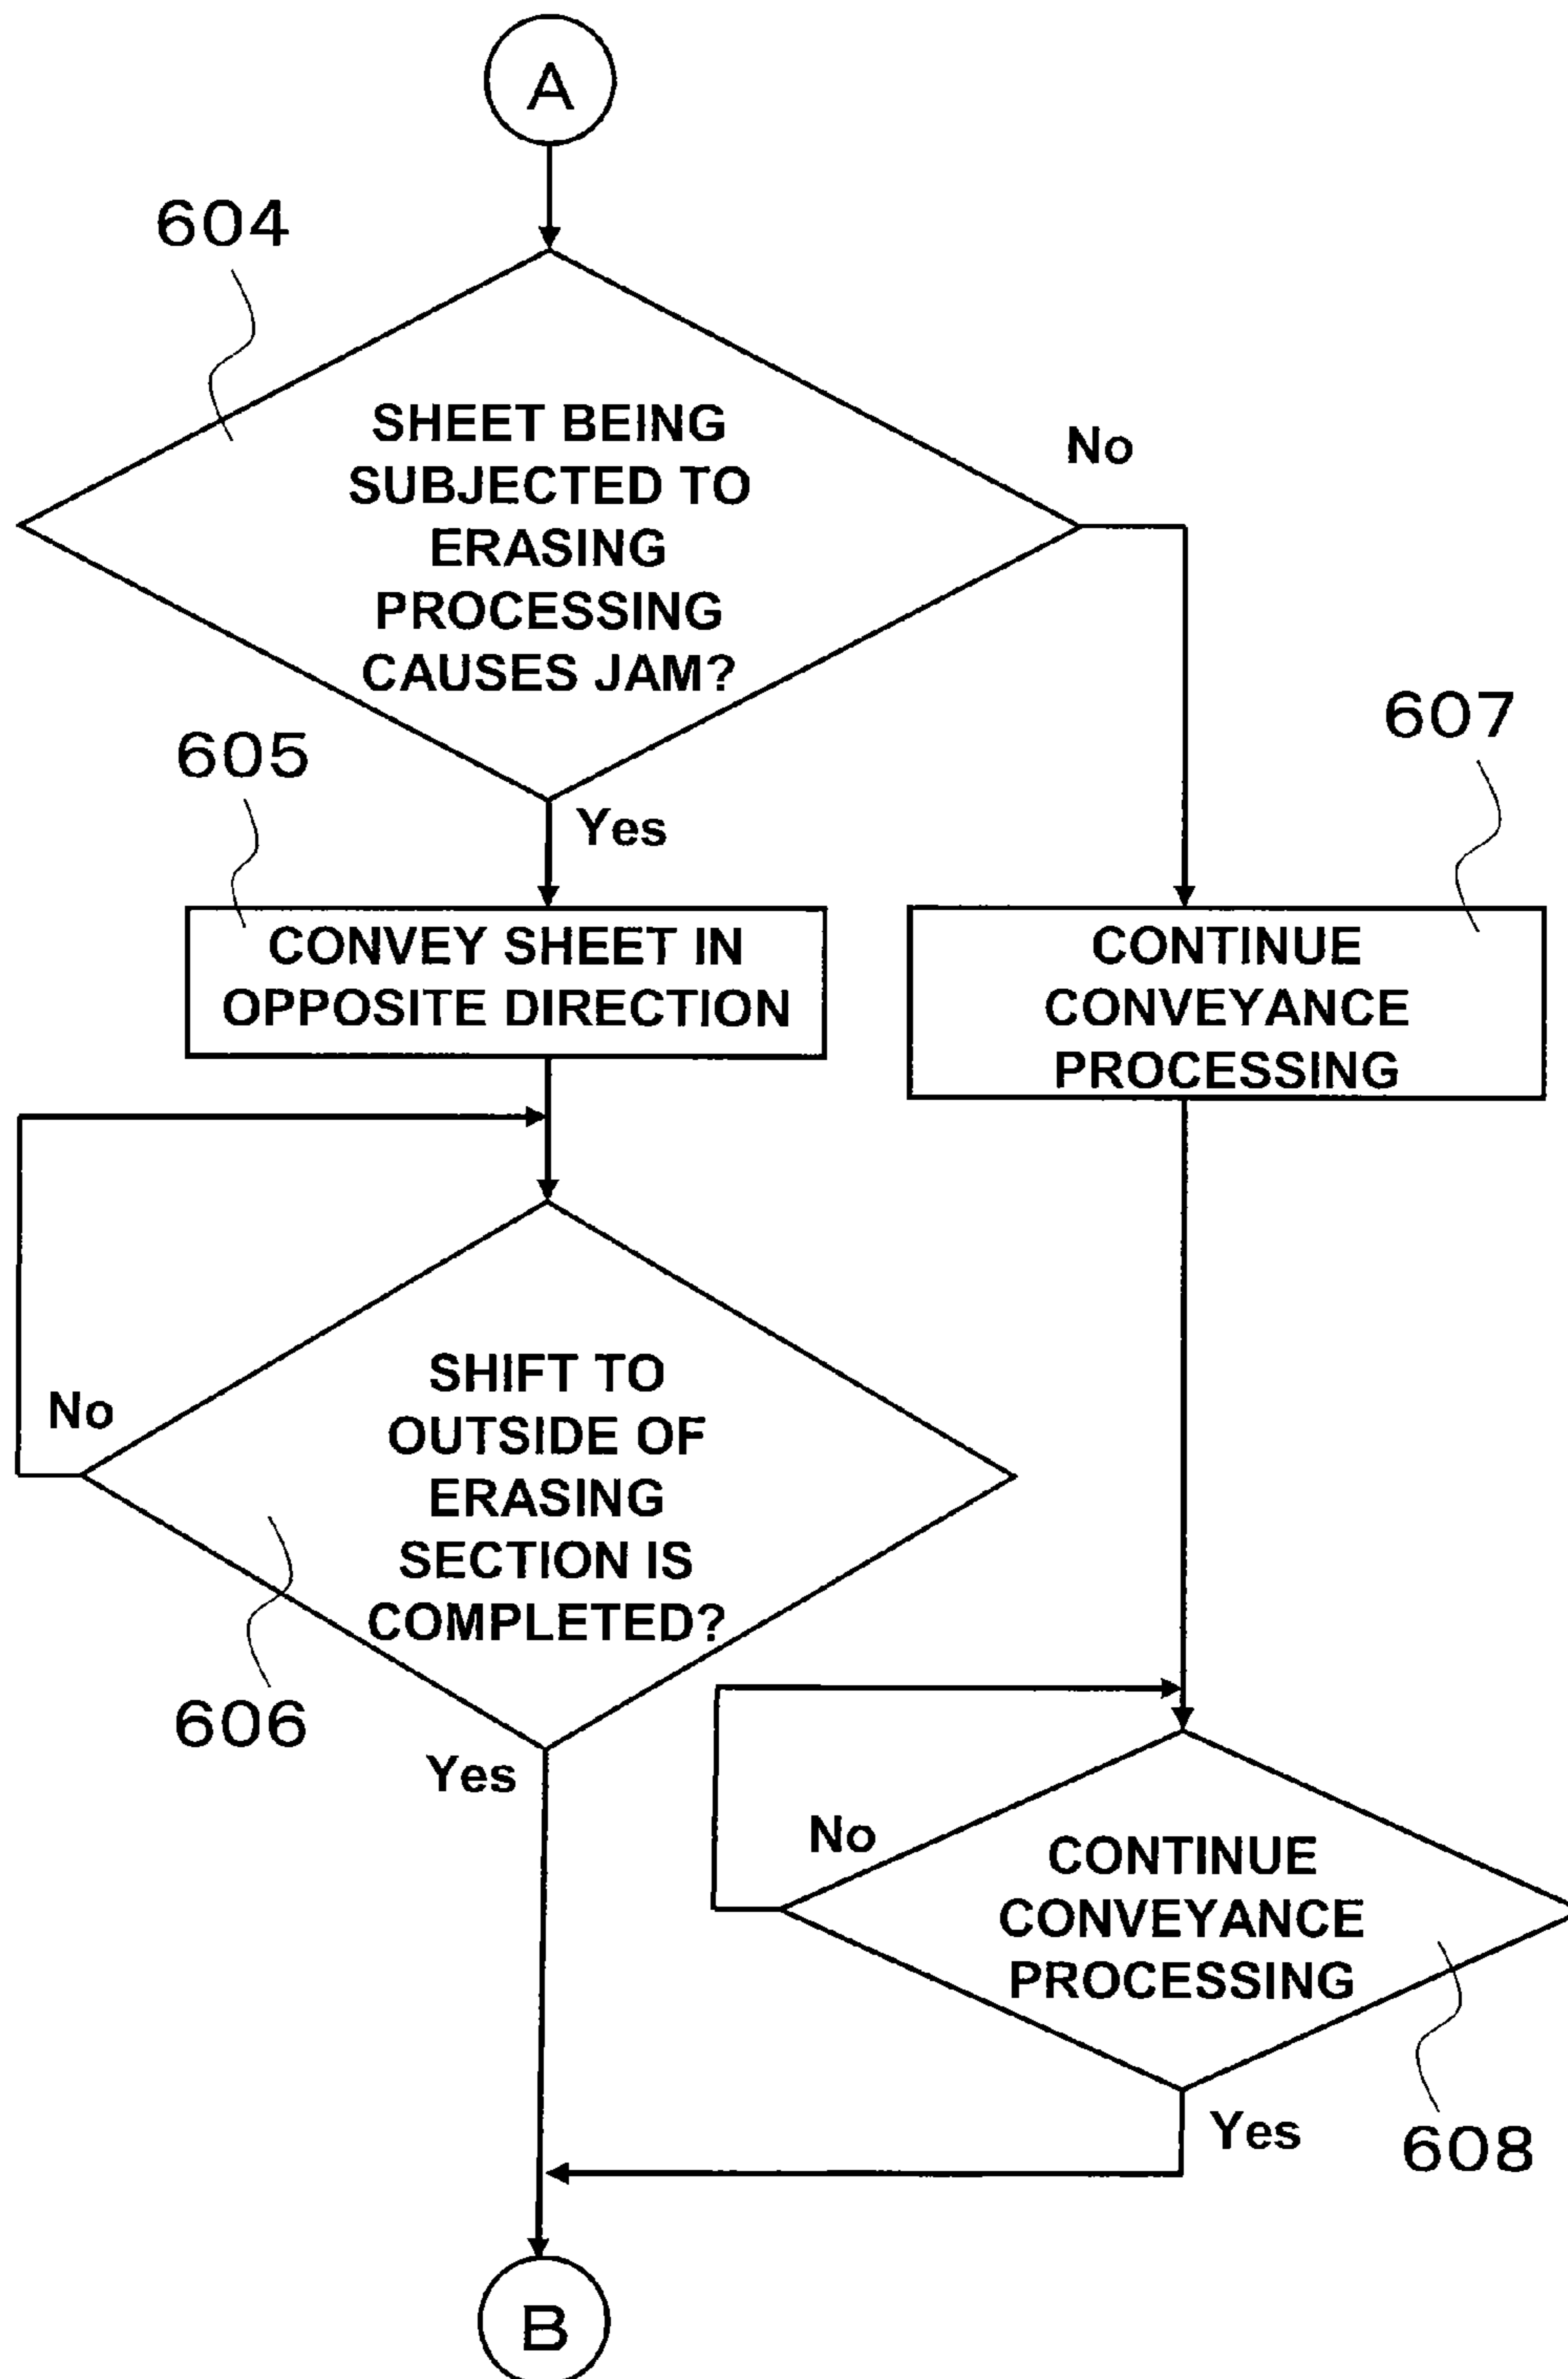 A
604
SHEET BEING
SUBJECTED TO
ERASING
PROCESSING
CAUSES JAM?
No
Yes
605
CONVEY SHEET IN
OPPOSITE DIRECTION
607
CONTINUE
CONVEYANCE
PROCESSING
No
SHIFT TO
OUTSIDE OF
ERASING
SECTION IS
COMPLETED?
606
Yes
No
CONTINUE
CONVEYANCE
PROCESSING
Yes
608
B